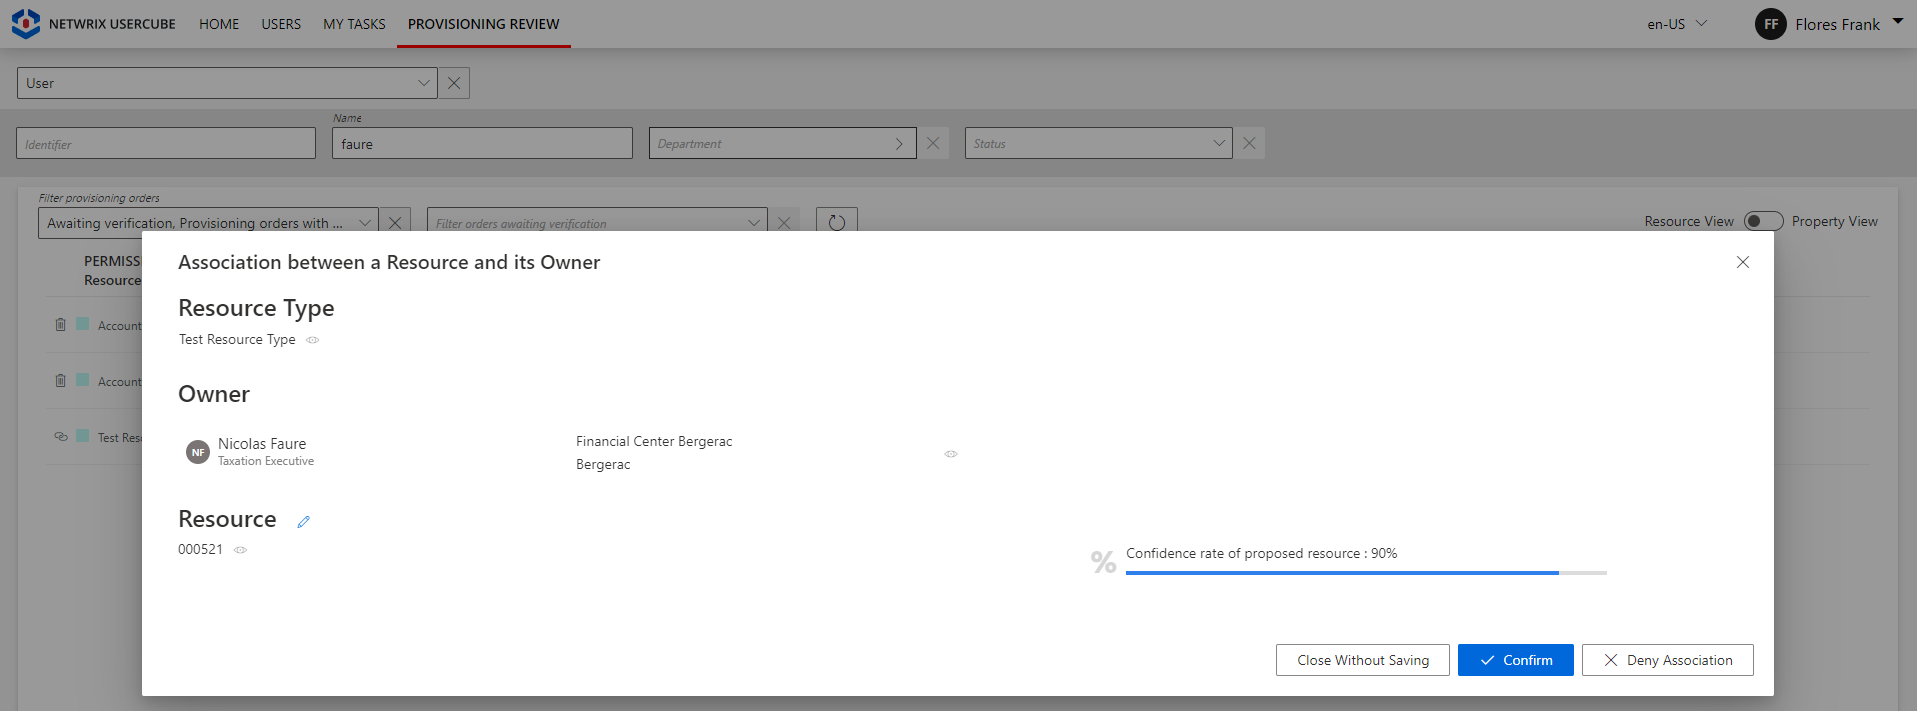 NETWRIX USERCUBE HOME USERS MY TASKS PROVISIONING REVIEW en-US FF Flores Frank
User
Name
Identifier faure Department Status
Filter provisioning orders
Awaiting verification, Provisioning orders with ... Filter orders awaiting verification Resource View Property View
PERMISSI
Resource
Account
Account
Test Res
Association between a Resource and its Owner
Resource Type
Test Resource Type
Owner
NF Nicolas Faure
Taxation Executive
Financial Center Bergerac
Bergerac
Resource
000521
% Confidence rate of proposed resource : 90%
Close Without Saving Confirm Deny Association